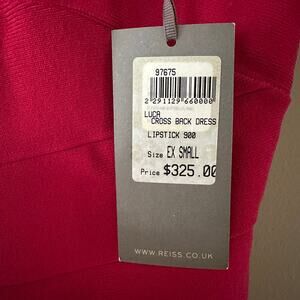 97675
2 291129 660000
LUCA
CROSS BACK DRESS
LIPSTICK 900
Size EX SMALL
Price $325.00
WWW.REISS.CO.UK